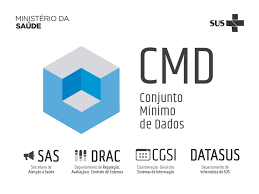 MINISTÉRIO DA
SAÚDE
SUS
CMD
Conjunto
Mínimo
de Dados
SAS
Secretaria de
Atenção à Saúde
DRAC
Departamento de Regulação,
Avaliação e Controle de Sistemas
CGSI
Coordenação-Geral dos
Sistemas de Informação
DATASUS
Departamento de
Informática do SUS